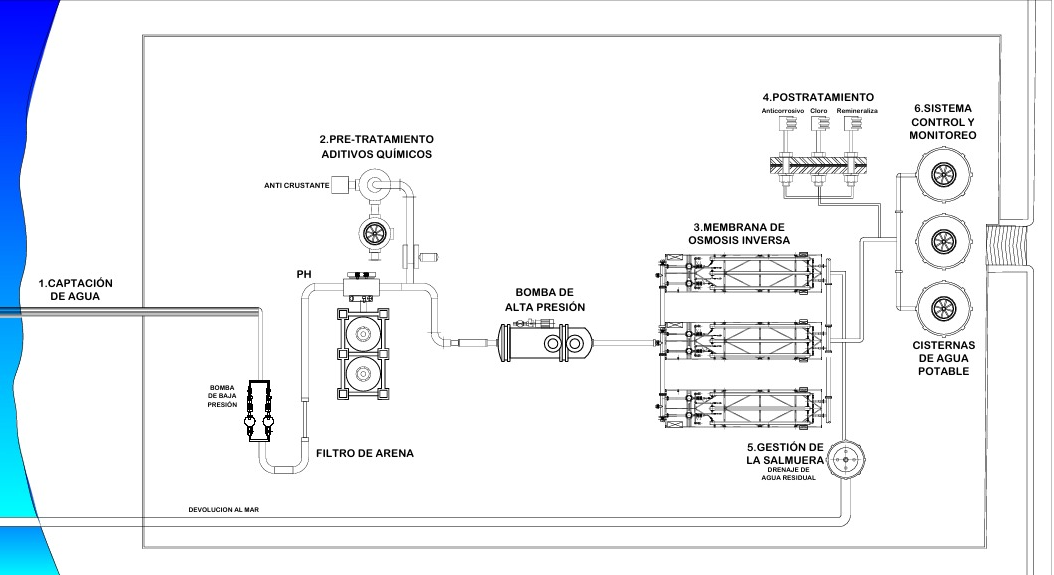 4.POSTRATAMIENTO
Anticorrosivo Cloro Remineraliza
6.SISTEMA
CONTROL Y
MONITOREO
2.PRE-TRATAMIENTO
ADITIVOS QUÍMICOS
ANTI CRUSTANTE
3.MEMBRANA DE
OSMOSIS INVERSA
PH
1.CAPTACIÓN
DE AGUA
BOMBA DE
ALTA PRESIÓN
CISTERNAS
DE AGUA
POTABLE
BOMBA
DE BAJA
PRESIÓN
FILTRO DE ARENA
5.GESTIÓN DE
LA SALMUERA
DRENAJE DE
AGUA RESIDUAL
DEVOLUCION AL MAR